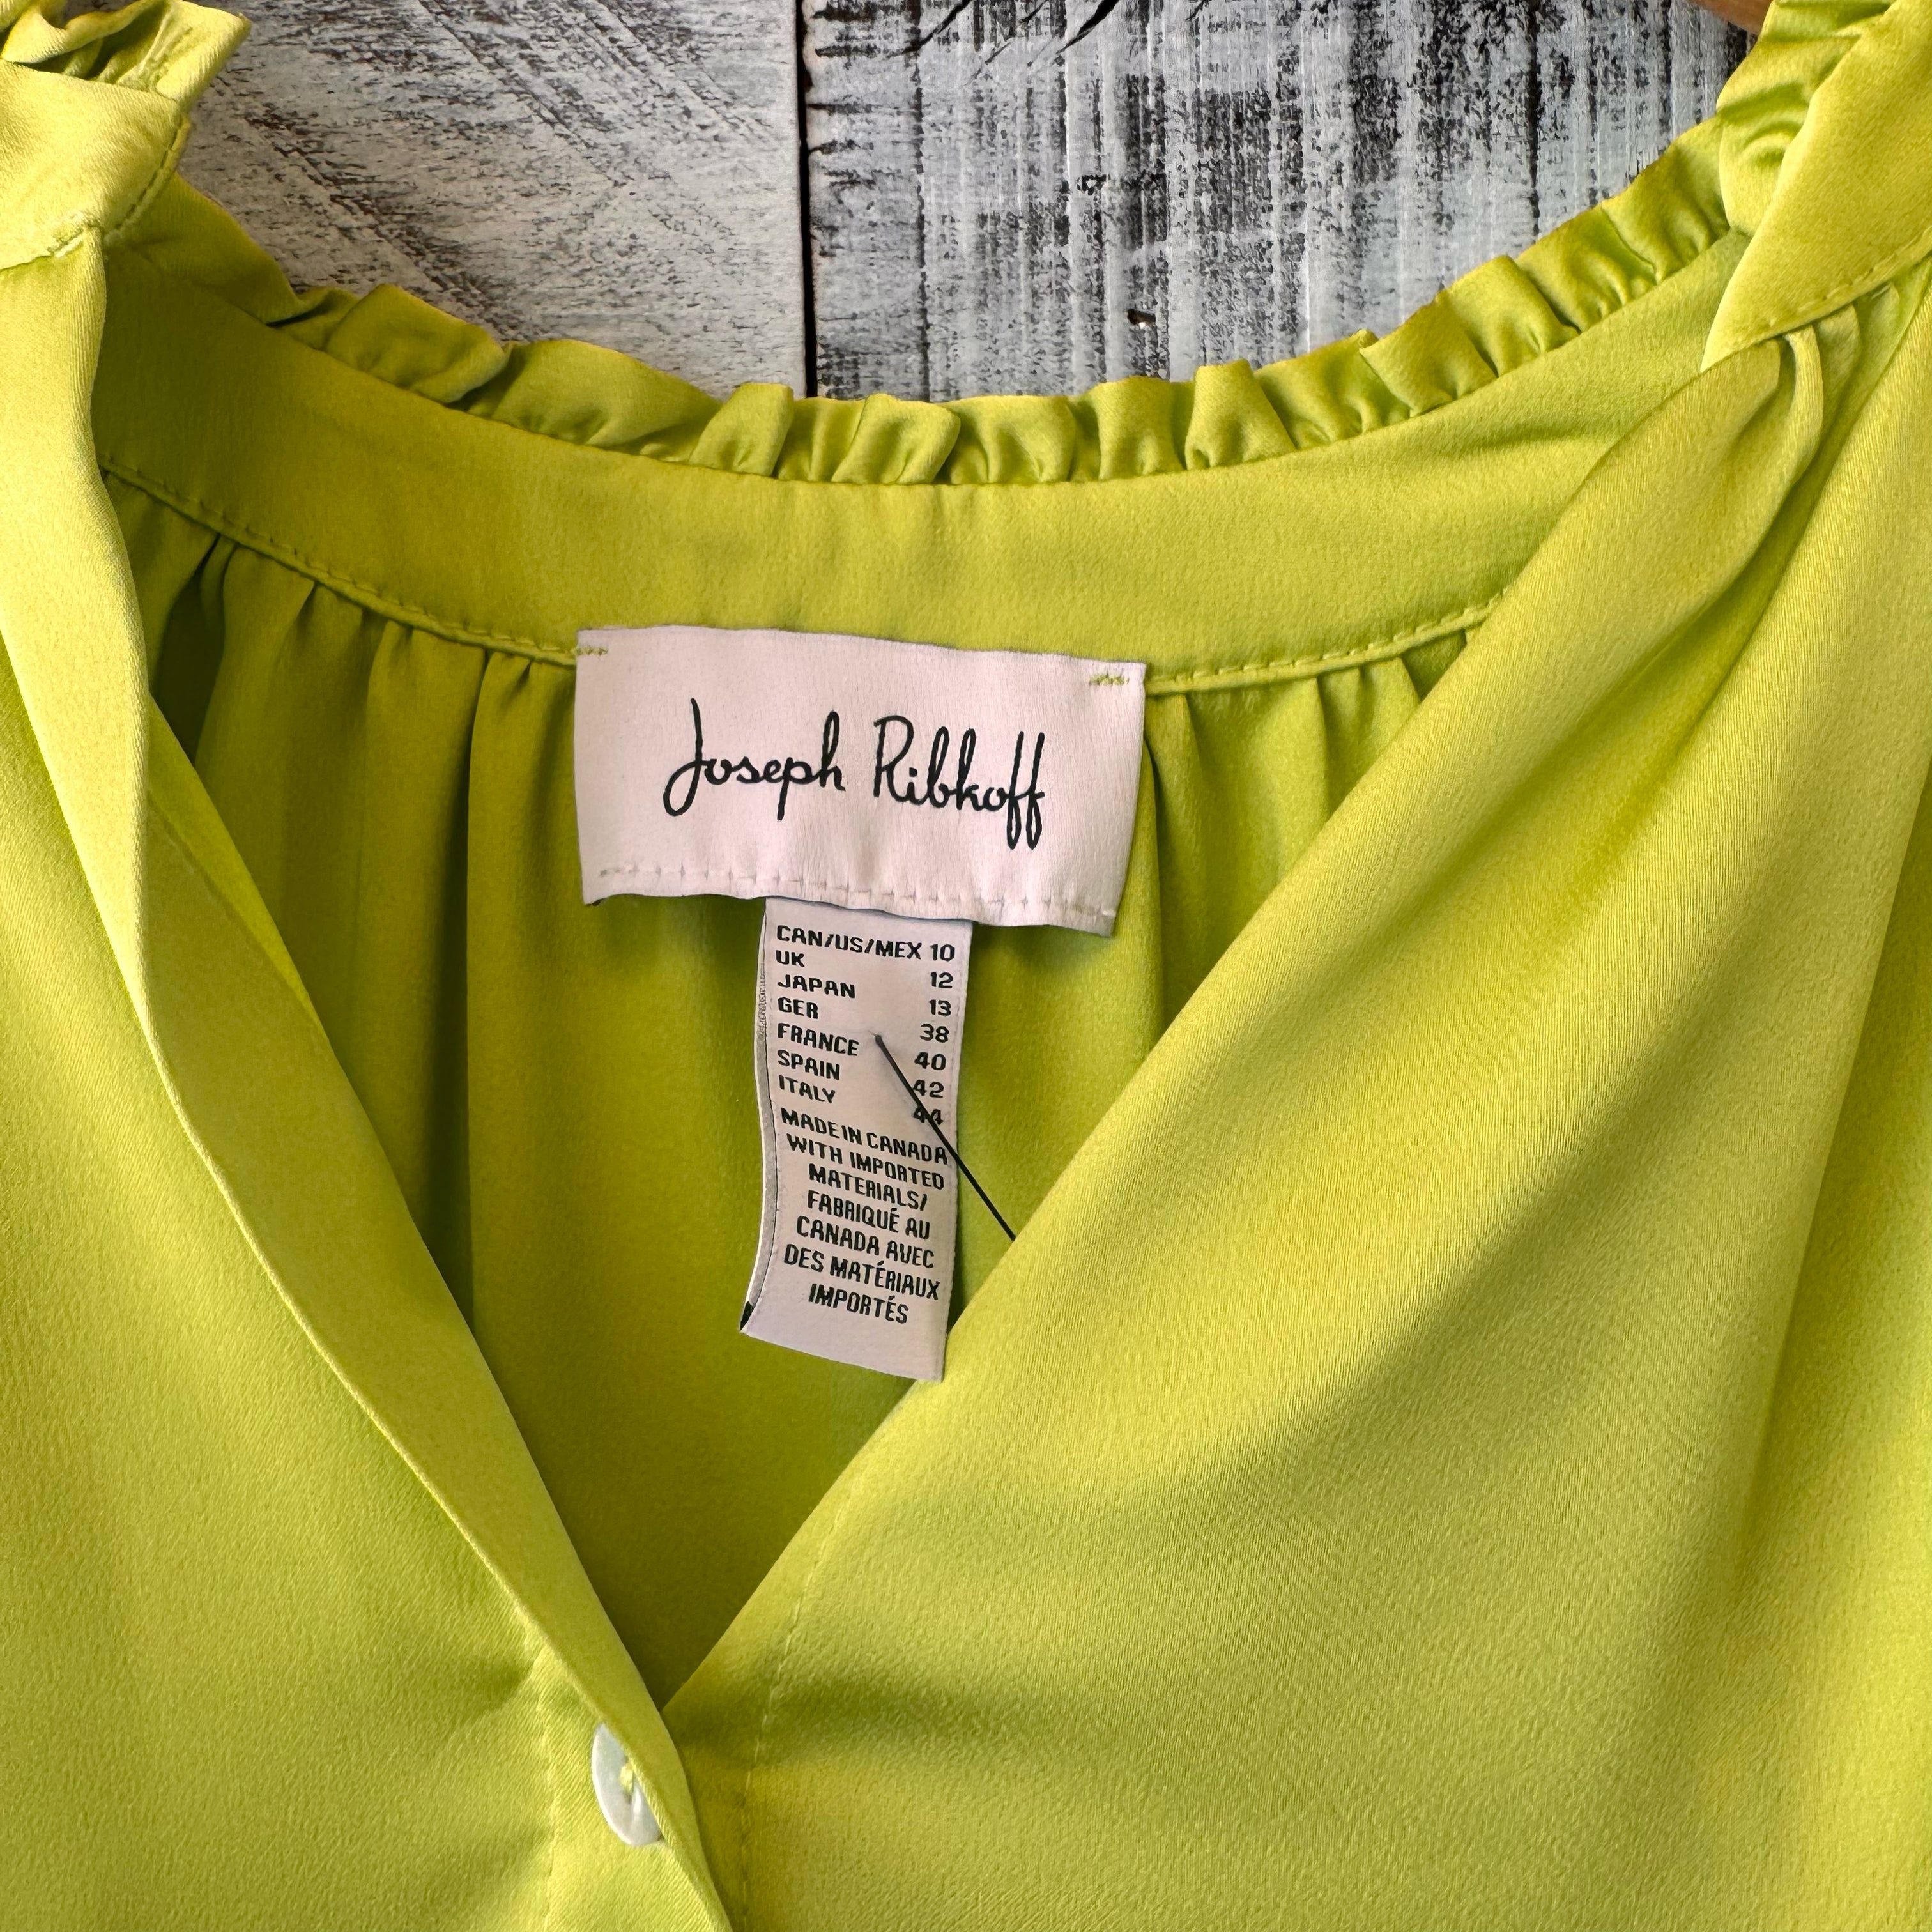 Joseph Ribkoff
CAN/US/MEX 10
UK 12
JAPAN 13
GER 38
FRANCE 40
SPAIN 42
ITALY 44
MADE IN CANADA
WITH IMPORTED
MATERIALS/
FABRIQUÉ AU
CANADA AVEC
DES MATÉRIAUX
IMPORTÉS